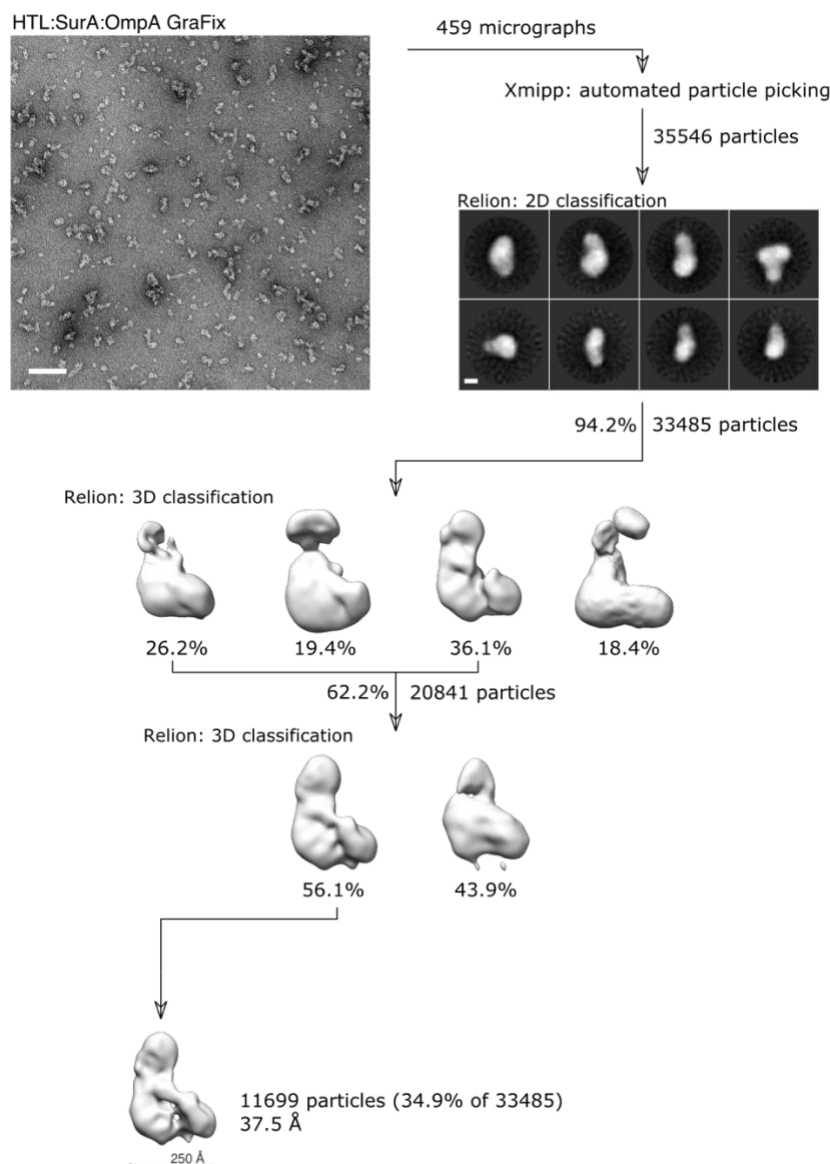 HTL:SurA:OmpA GraFix
459 micrographs
Xmipp: automated particle picking
35546 particles
Relion: 2D classification
94.2% 33485 particles
Relion: 3D classification
26.2% 19.4% 36.1% 18.4%
62.2% 20841 particles
Relion: 3D classification
56.1% 43.9%
11699 particles (34.9% of 33485)
37.5 Å
250 Å